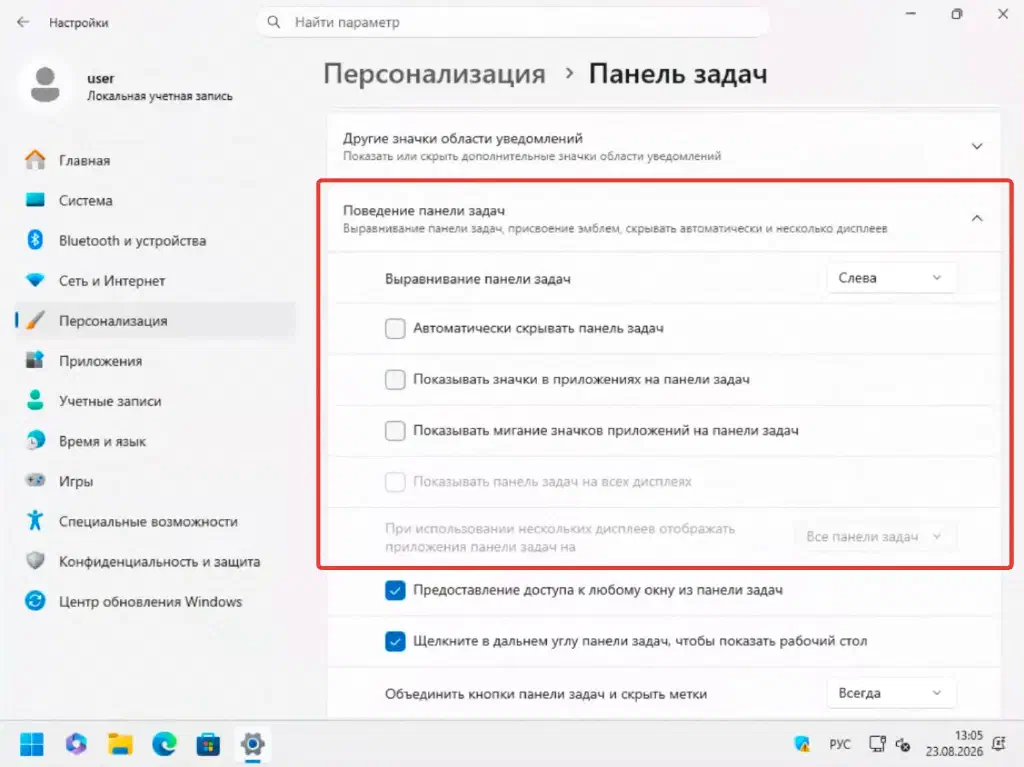 Настройки
Найти параметр
user
Локальная учетная запись
Главная
Система
Bluetooth и устройства
Сеть и Интернет
Персонализация
Приложения
Учетные записи
Время и язык
Игры
Специальные возможности
Конфиденциальность и защита
Центр обновления Windows
Персонализация > Панель задач
Другие значки области уведомлений
Показать или скрыть дополнительные значки области уведомлений
Поведение панели задач
Выравнивание панели задач, присвоение эмблем, скрывать автоматически и несколько дисплеев
Выравнивание панели задач
Слева
Автоматически скрывать панель задач
Показывать значки в приложениях на панели задач
Показывать мигание значков приложений на панели задач
Показывать панель задач на всех дисплеях
При использовании нескольких дисплеев отображать
приложения панели задач на
Все панели задач
Предоставление доступа к любому окну из панели задач
Щелкните в дальнем углу панели задач, чтобы показать рабочий стол
Объединить кнопки панели задач и скрыть метки
Всегда
РУС
13:05
23.08.2026